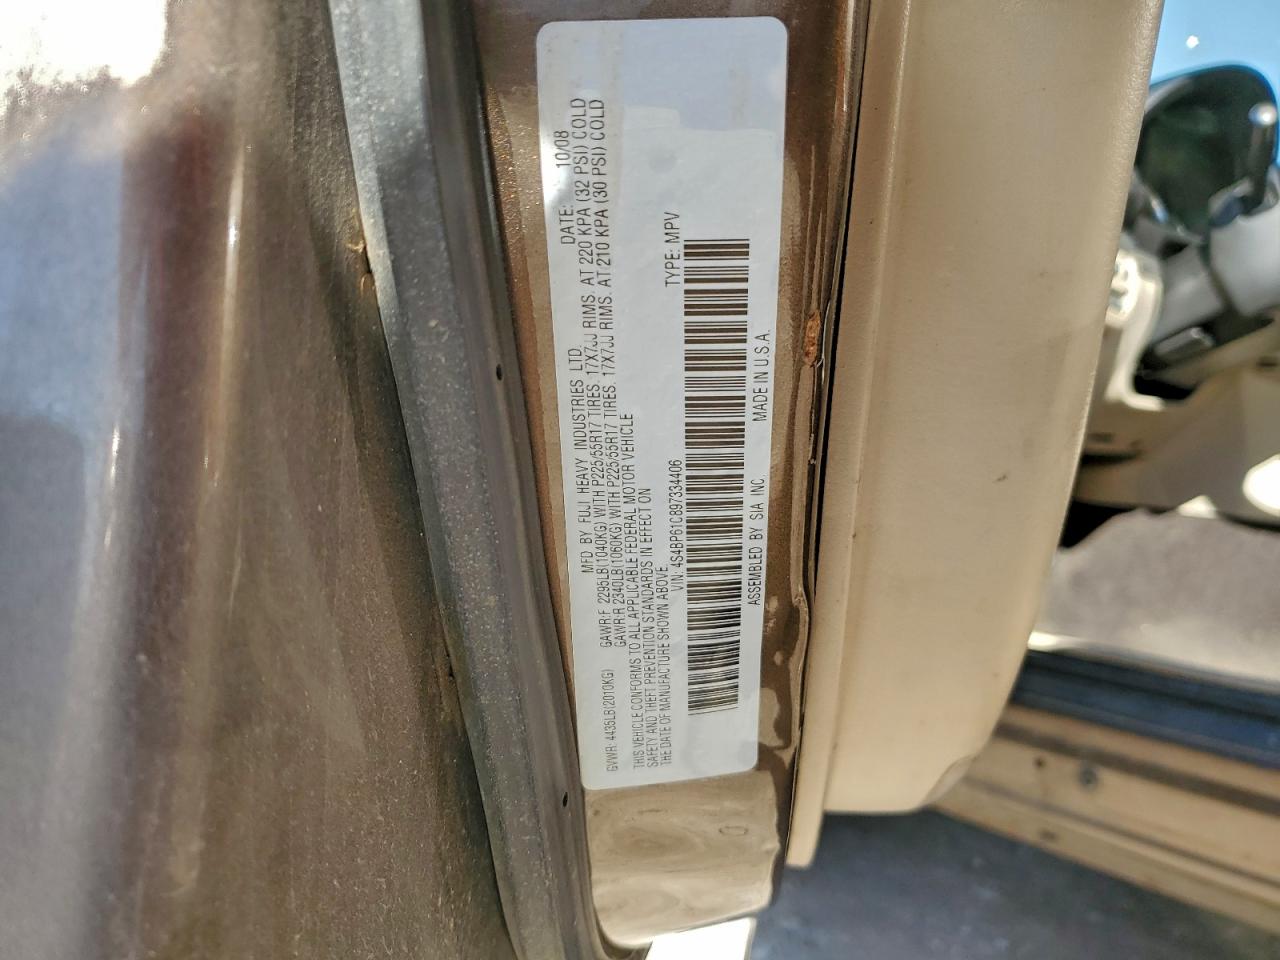 MFD BY FUJI HEAVY INDUSTRIES LTD. DATE: 10/08
GVWR: 4435LB(2010KG) GAWR:F 2295LB(1040KG) WITH P225/55R17 TIRES. 17X7JJ RIMS. AT 220 KPA (32 PSI) COLD
GAWR:R 2340LB(1060KG) WITH P225/55R17 TIRES. 17X7JJ RIMS. AT 210 KPA (30 PSI) COLD
THIS VEHICLE CONFORMS TO ALL APPLICABLE FEDERAL MOTOR VEHICLE
SAFETY AND THEFT PREVENTION STANDARDS IN EFFECT ON
THE DATE OF MANUFACTURE SHOWN ABOVE.
VIN: 4S4BP61C897334406 TYPE: MPV
ASSEMBLED BY SIA INC. MADE IN U.S.A.